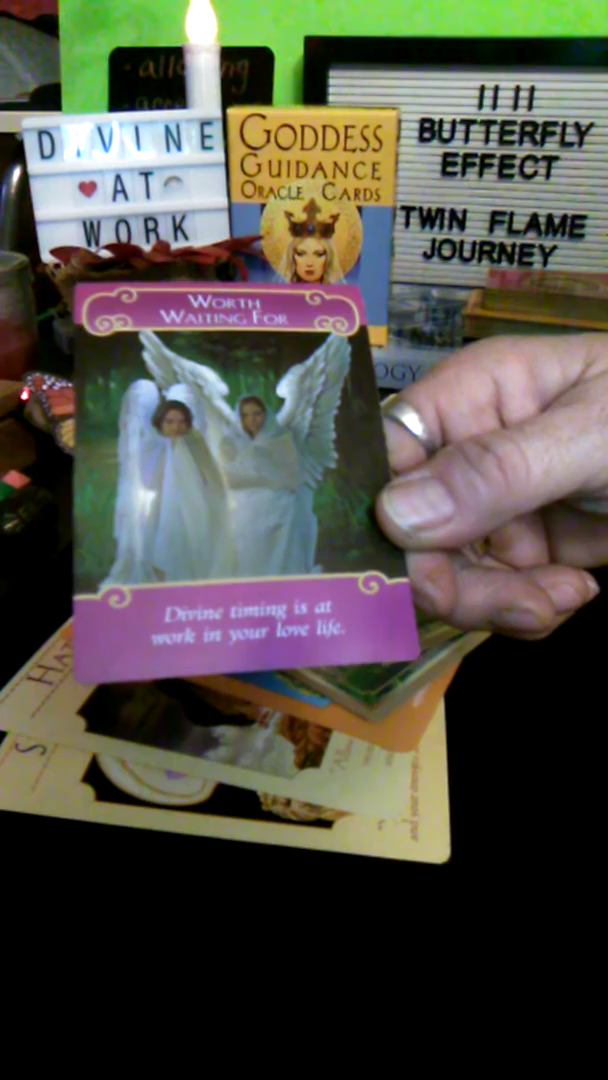 · allowing
DIVINE
AT
WORK
GODDESS
GUIDANCE
ORACLE CARDS
11 11
BUTTERFLY
EFFECT
TWIN FLAME
JOURNEY
WORTH
WAITING FOR
Divine timing is at
work in your love life.